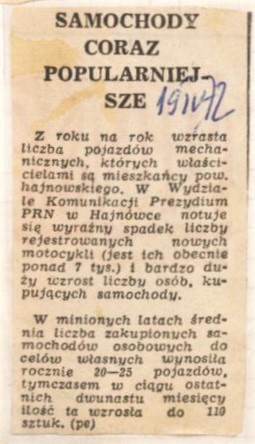 SAMOCHODY
CORAZ
POPULARNIEJ-
SZE
19 IV 72
Z roku na rok wzrasta
liczba pojazdów mecha-
nicznych, których właści-
cielami są mieszkańcy pow.
hajnowskiego. W Wydzia-
le Komunikacji Prezydium
PRN w Hajnówce notuje
się wyraźny spadek liczby
rejestrowanych nowych
motocykli (jest ich obecnie
ponad 7 tys.) i bardzo du-
ży wzrost liczby osób, ku-
pujących samochody.
W minionych latach śred-
nia liczba zakupionych sa-
mochodów osobowych do
celów własnych wynosiła
rocznie 20—25 pojazdów,
tymczasem w ciągu ostat-
nich dwunastu miesięcy
ilość ta wzrosła do 110
sztuk. (pe)